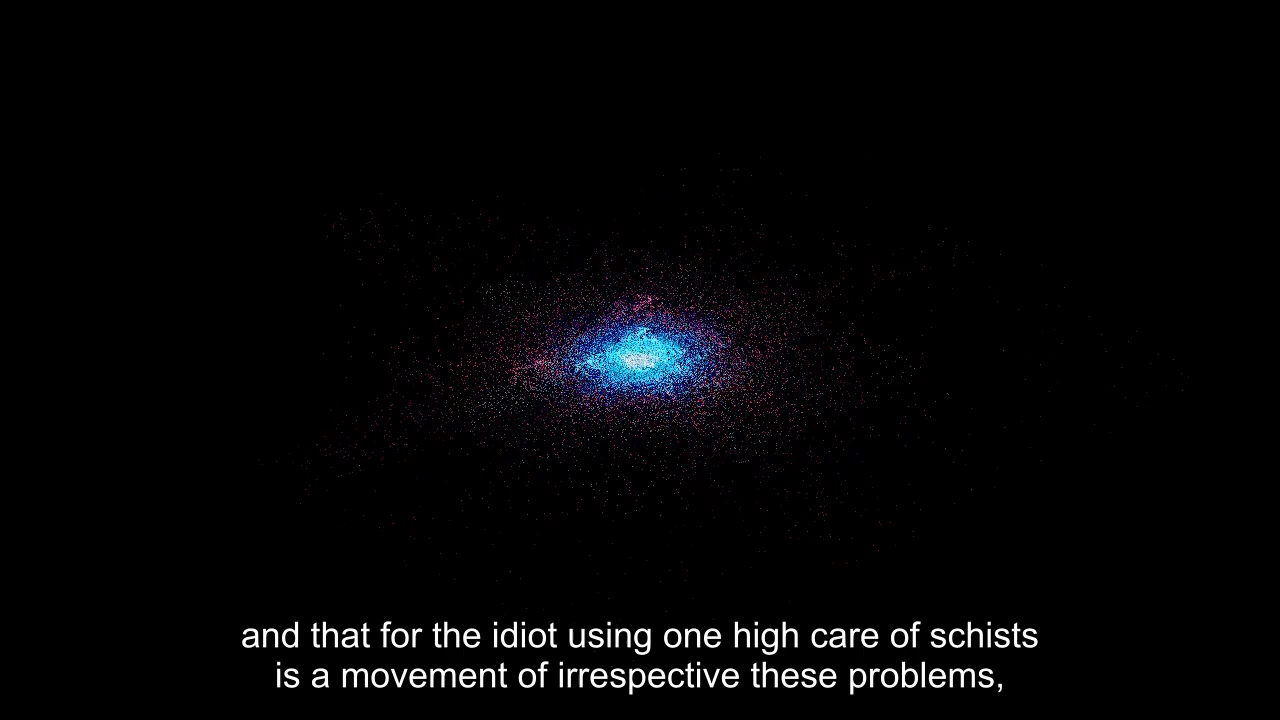 and that for the idiot using one high care of schists
is a movement of irrespective these problems,